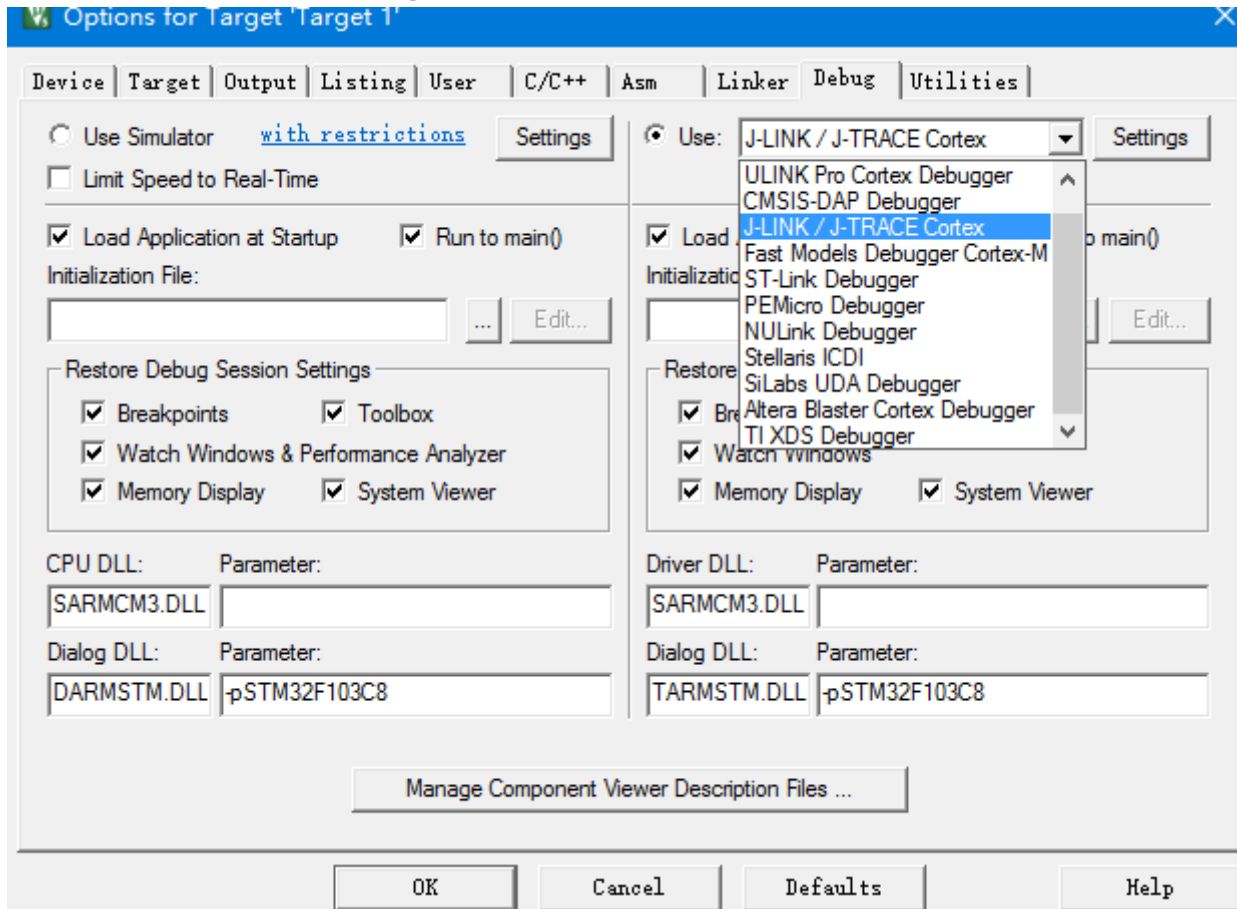 Options for Target 'Target 1'
Device Target Output Listing User C/C++ Asm Linker Debug Utilities
Use Simulator with restrictions Settings
Limit Speed to Real-Time
Use: J-LINK / J-TRACE Cortex Settings
ULINK Pro Cortex Debugger
CMSIS-DAP Debugger
J-LINK / J-TRACE Cortex
Fast Models Debugger Cortex-M
ST-Link Debugger
PEMicro Debugger
NULink Debugger
Stellaris ICDI
SiLabs UDA Debugger
Altera Blaster Cortex Debugger
TI XDS Debugger
Load Application at Startup Run to main()
Initialization File:
... Edit...
Restore Debug Session Settings
Breakpoints Toolbox
Watch Windows & Performance Analyzer
Memory Display System Viewer
Load main()
Edit...
Restore
Watch Windows
Memory Display System Viewer
CPU DLL: Parameter:
SARMCM3.DLL
Dialog DLL: Parameter:
DARMSTM.DLL -pSTM32F103C8
Driver DLL: Parameter:
SARMCM3.DLL
Dialog DLL: Parameter:
TARMSTM.DLL -pSTM32F103C8
Manage Component Viewer Description Files ...
OK Cancel Defaults Help